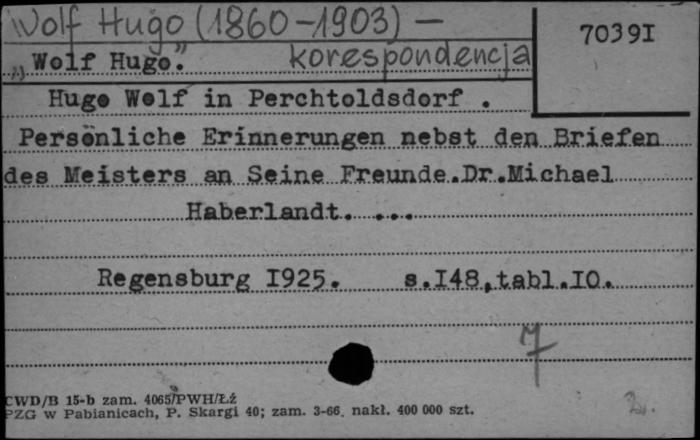 Wolf Hugo (1860-1903) —
70391
„Wolf Hugo." korespondencja
Hugo Wolf in Perchtoldsdorf .
Persönliche Erinnerungen nebst den Briefen
des Meisters an Seine Freunde.Dr.Michael
Haberlandt. ...
Regensburg I925. s.I48,tabl.IO.
CWD/B 15-b zam. 4065/PWH/Łź
PZG w Pabianicach, P. Skargi 40; zam. 3-66. nakł. 400 000 szt.